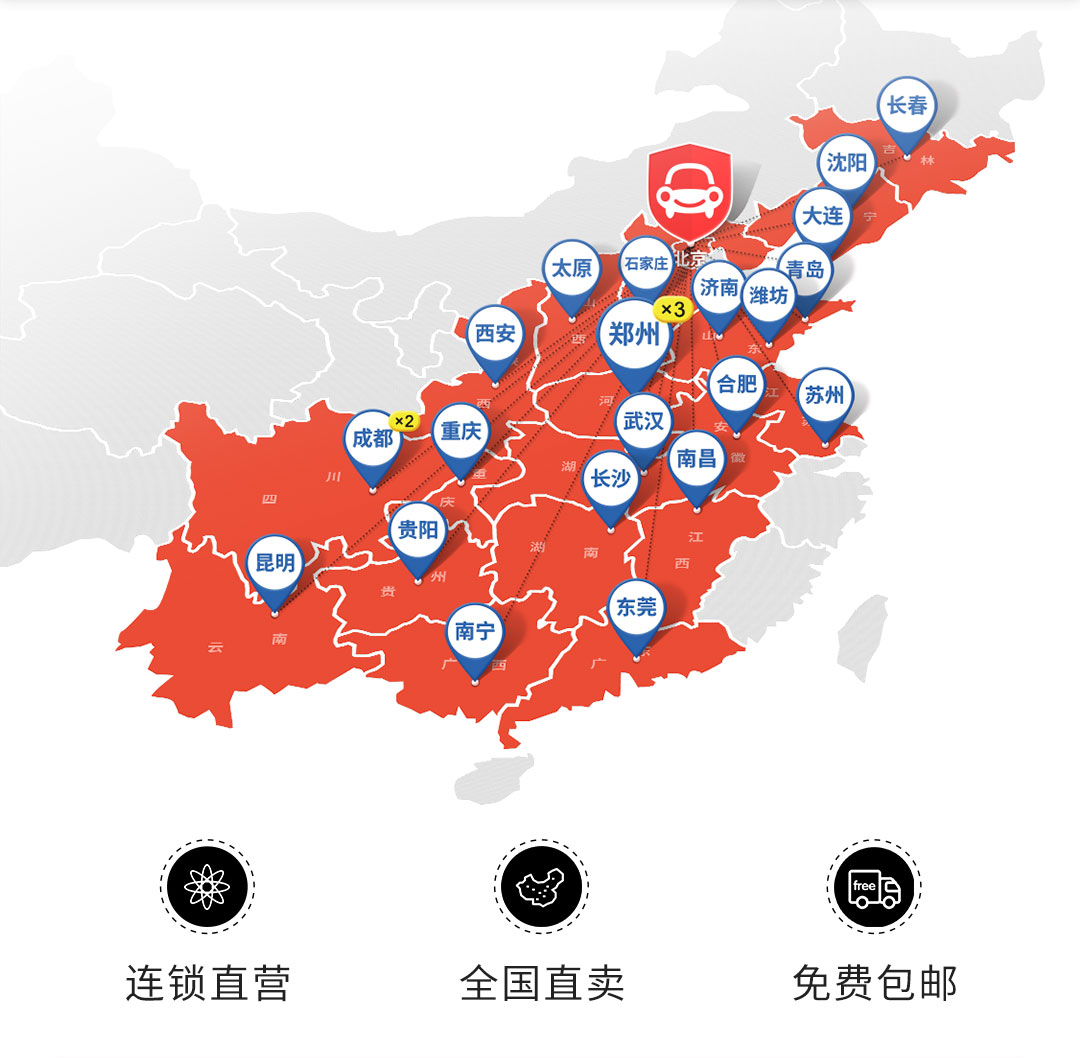 长春
吉
林
沈阳
大连
宁
北京
石家庄
太原
青岛
济南
潍坊
山
西
×3
郑州
山
东
西安
合肥
江
苏州
河
西
安
徽
成都
×2
重庆
武汉
南昌
长沙
湖
重
庆
四
川
贵阳
湖
南
江
西
昆明
贵
州
东莞
南宁
云
南
广
西
广
东
free
连锁直营
全国直卖
免费包邮